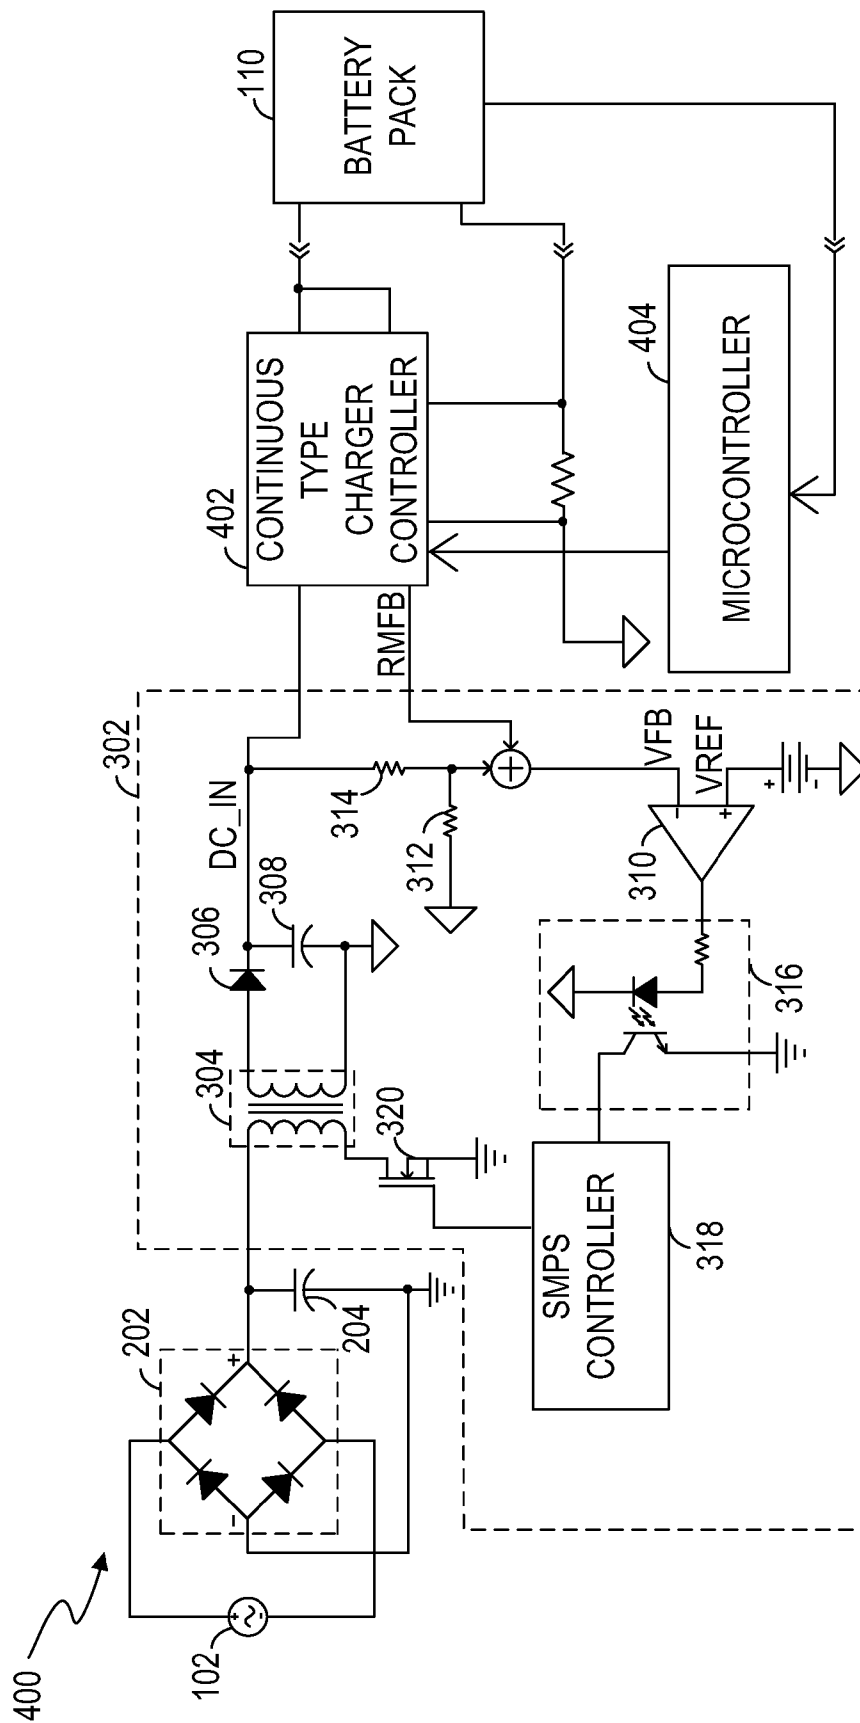 400
102
+
~
-
202
+
-
204
302
304
306
308
DC_IN
314
312
320
SMPS
CONTROLLER
318
316
310
VFB
VREF
-
+
+
-
RMFB
402
CONTINUOUS
TYPE
CHARGER
CONTROLLER
404
MICROCONTROLLER
110
BATTERY
PACK